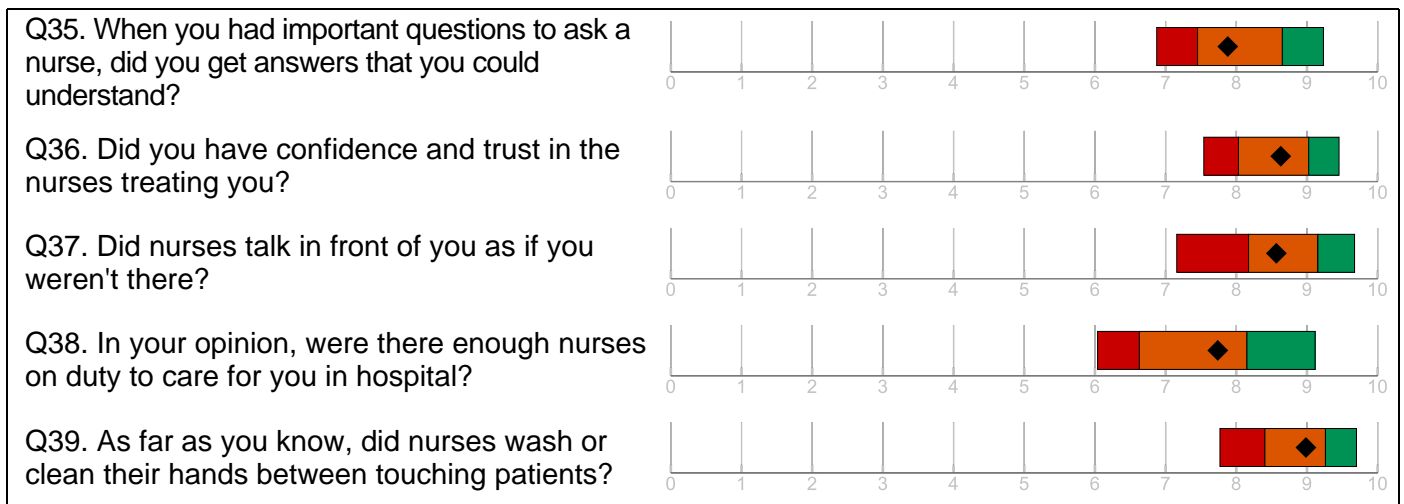 Q35. When you had important questions to ask a
nurse, did you get answers that you could
understand?
0 1 2 3 4 5 6 7 8 9 10
Q36. Did you have confidence and trust in the
nurses treating you?
0 1 2 3 4 5 6 7 8 9 10
Q37. Did nurses talk in front of you as if you
weren't there?
0 1 2 3 4 5 6 7 8 9 10
Q38. In your opinion, were there enough nurses
on duty to care for you in hospital?
0 1 2 3 4 5 6 7 8 9 10
Q39. As far as you know, did nurses wash or
clean their hands between touching patients?
0 1 2 3 4 5 6 7 8 9 10